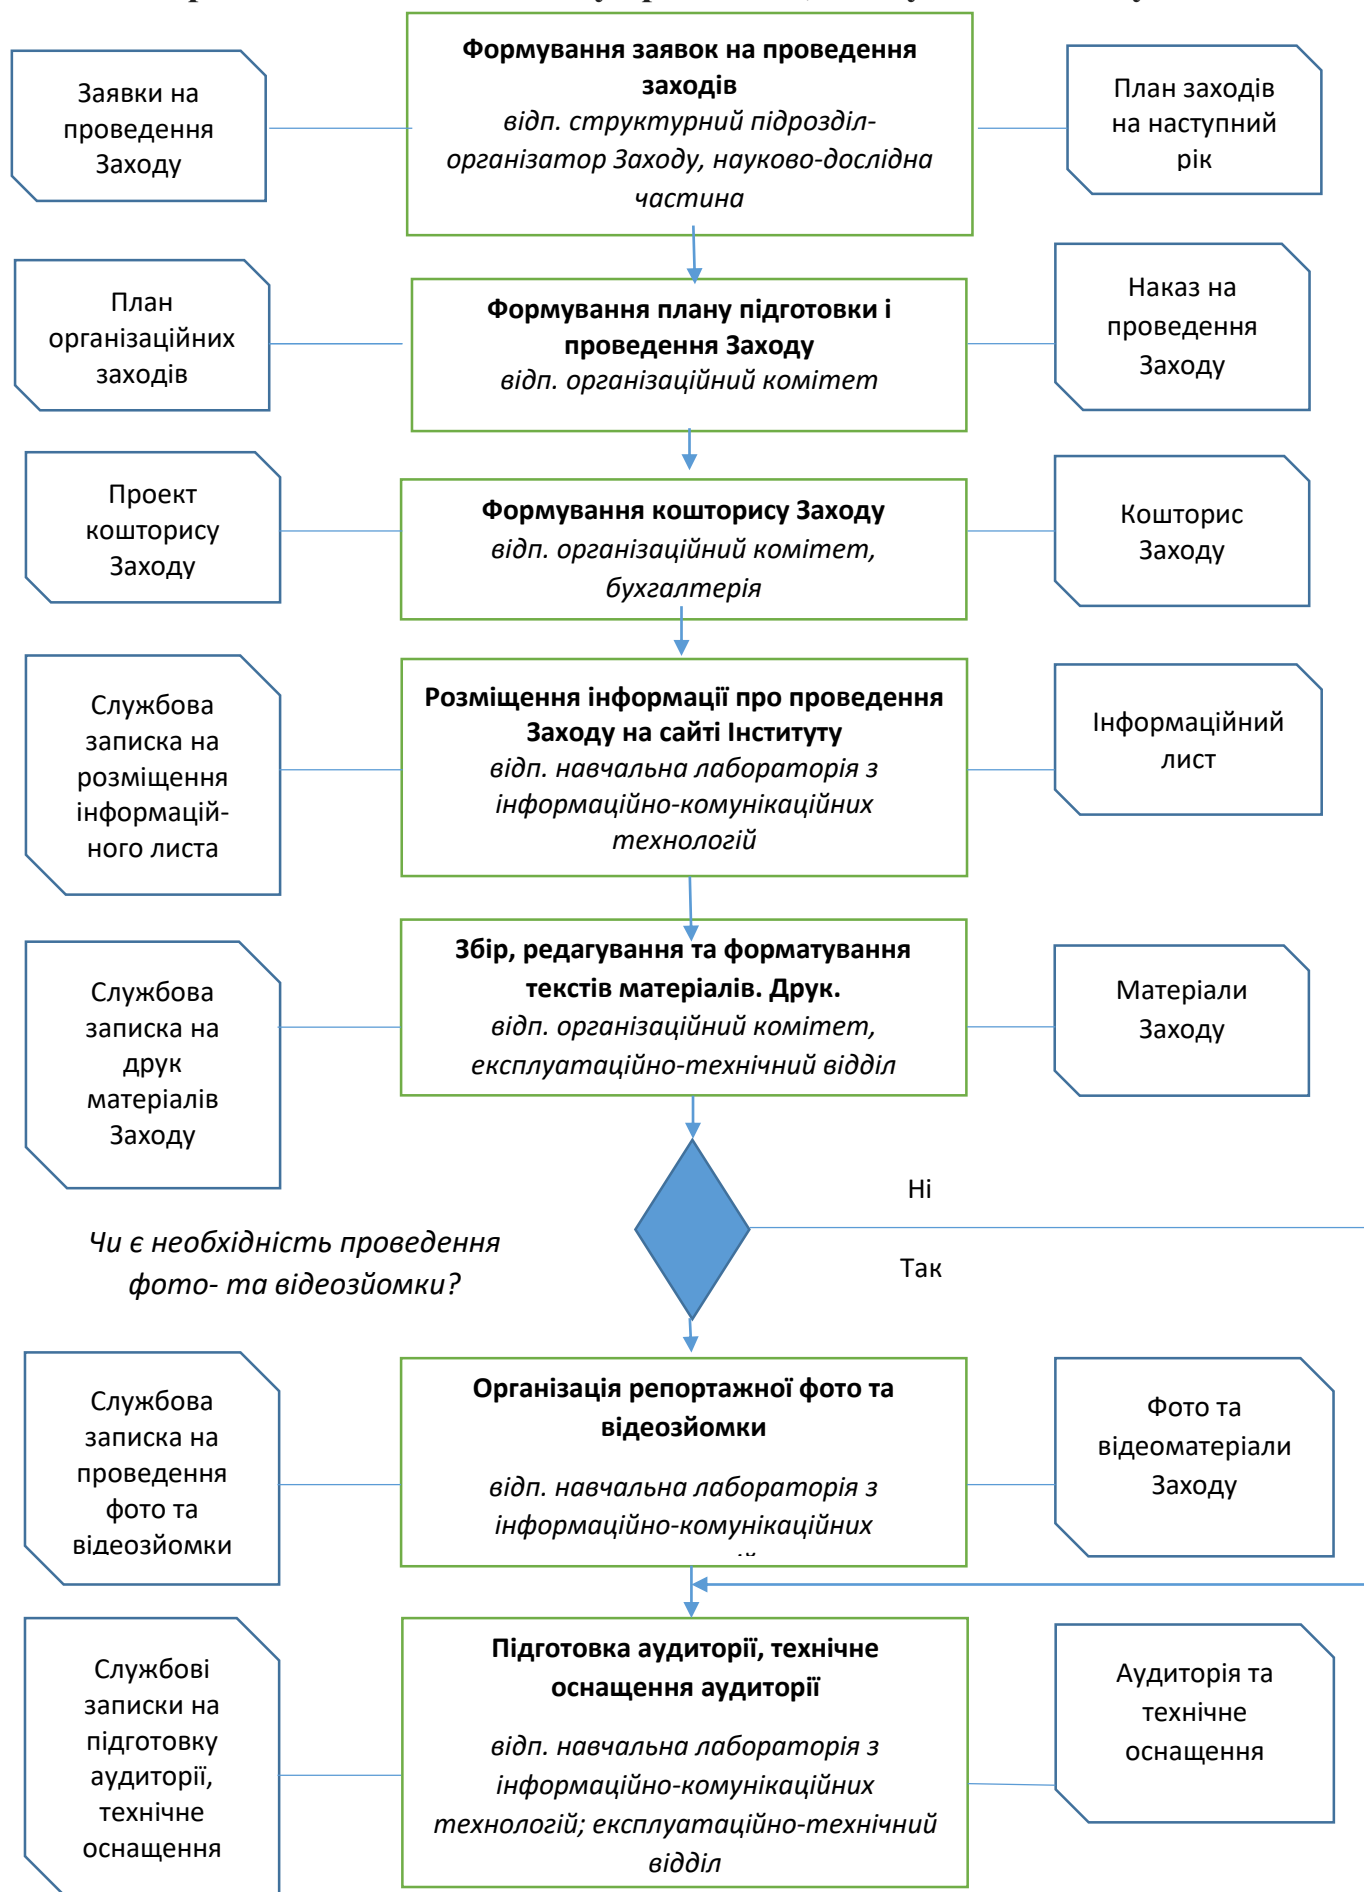 Заявки на
проведення
Заходу
Формування заявок на проведення
заходів
відп. структурний підрозділ-
організатор Заходу, науково-дослідна
частина
План заходів
на наступний
рік
План
організаційних
заходів
Формування плану підготовки і
проведення Заходу
відп. організаційний комітет
Наказ на
проведення
Заходу
Проект
кошторису
Заходу
Формування кошторису Заходу
відп. організаційний комітет,
бухгалтерія
Кошторис
Заходу
Службова
записка на
розміщення
інформацій-
ного листа
Розміщення інформації про проведення
Заходу на сайті Інституту
відп. навчальна лабораторія з
інформаційно-комунікаційних
технологій
Інформаційний
лист
Службова
записка на
друк
матеріалів
Заходу
Збір, редагування та форматування
текстів матеріалів. Друк.
відп. організаційний комітет,
експлуатаційно-технічний відділ
Матеріали
Заходу
Ні
Чи є необхідність проведення
фото- та відеозйомки?
Так
Службова
записка на
проведення
фото та
відеозйомки
Організація репортажної фото та
відеозйомки
відп. навчальна лабораторія з
інформаційно-комунікаційних
Фото та
відеоматеріали
Заходу
Службові
записки на
підготовку
аудиторії,
технічне
оснащення
Підготовка аудиторії, технічне
оснащення аудиторії
відп. навчальна лабораторія з
інформаційно-комунікаційних
технологій; експлуатаційно-технічний
відділ
Аудиторія та
технічне
оснащення